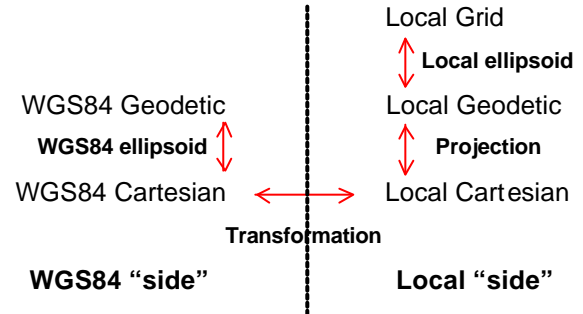 Local Grid
Local ellipsoid
WGS84 Geodetic
Local Geodetic
WGS84 ellipsoid
Projection
WGS84 Cartesian
Local Cartesian
Transformation
WGS84 “side”
Local “side”